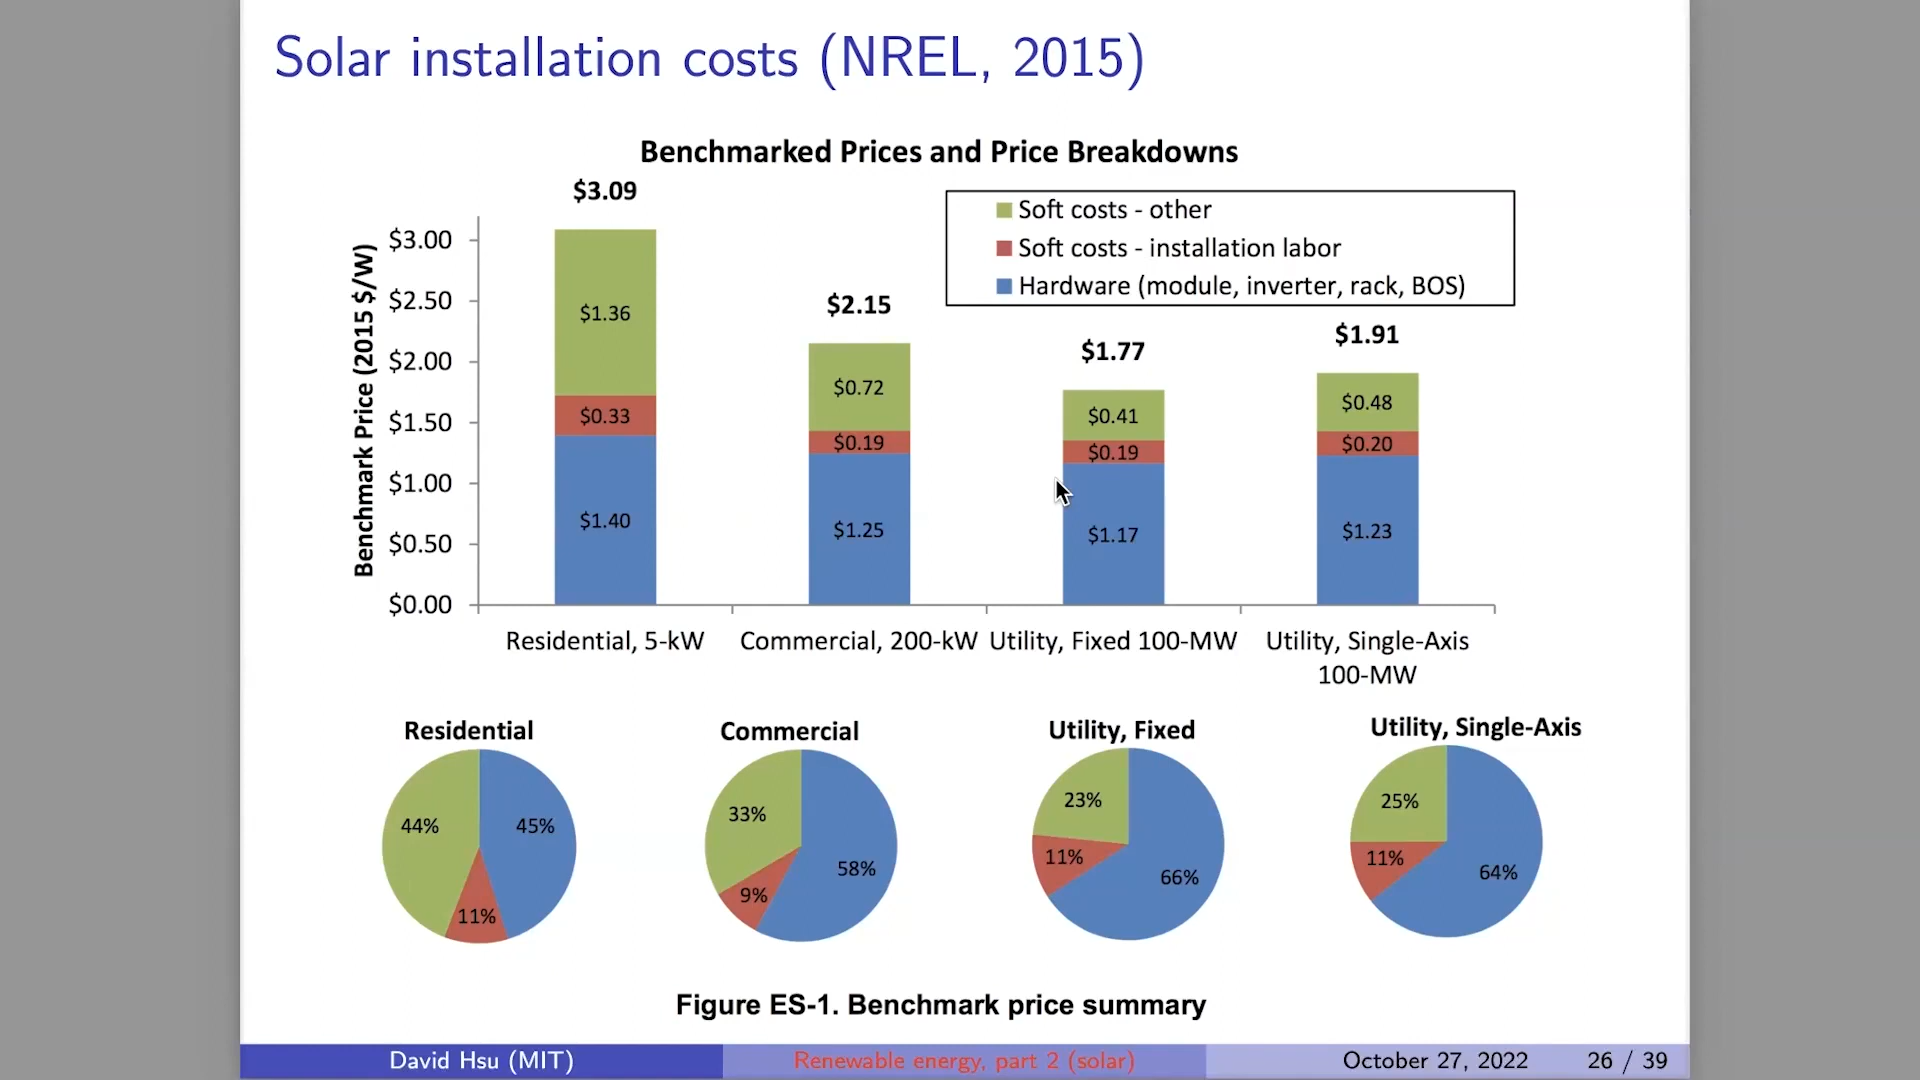 Solar installation costs (NREL, 2015)
Benchmarked Prices and Price Breakdowns
Benchmark Price (2015 $/W)
$3.00
$2.50
$2.00
$1.50
$1.00
$0.50
$0.00
Soft costs - other
Soft costs - installation labor
Hardware (module, inverter, rack, BOS)
$3.09
$1.36
$0.33
$1.40
$2.15
$0.72
$0.19
$1.25
$1.77
$0.41
$0.19
$1.17
$1.91
$0.48
$0.20
$1.23
Residential, 5-kW
Commercial, 200-kW
Utility, Fixed 100-MW
Utility, Single-Axis
100-MW
Residential
44%
45%
11%
Commercial
33%
58%
9%
Utility, Fixed
23%
11%
66%
Utility, Single-Axis
25%
11%
64%
Figure ES-1. Benchmark price summary
David Hsu (MIT)
Renewable energy, part 2 (solar)
October 27, 2022
26 / 39